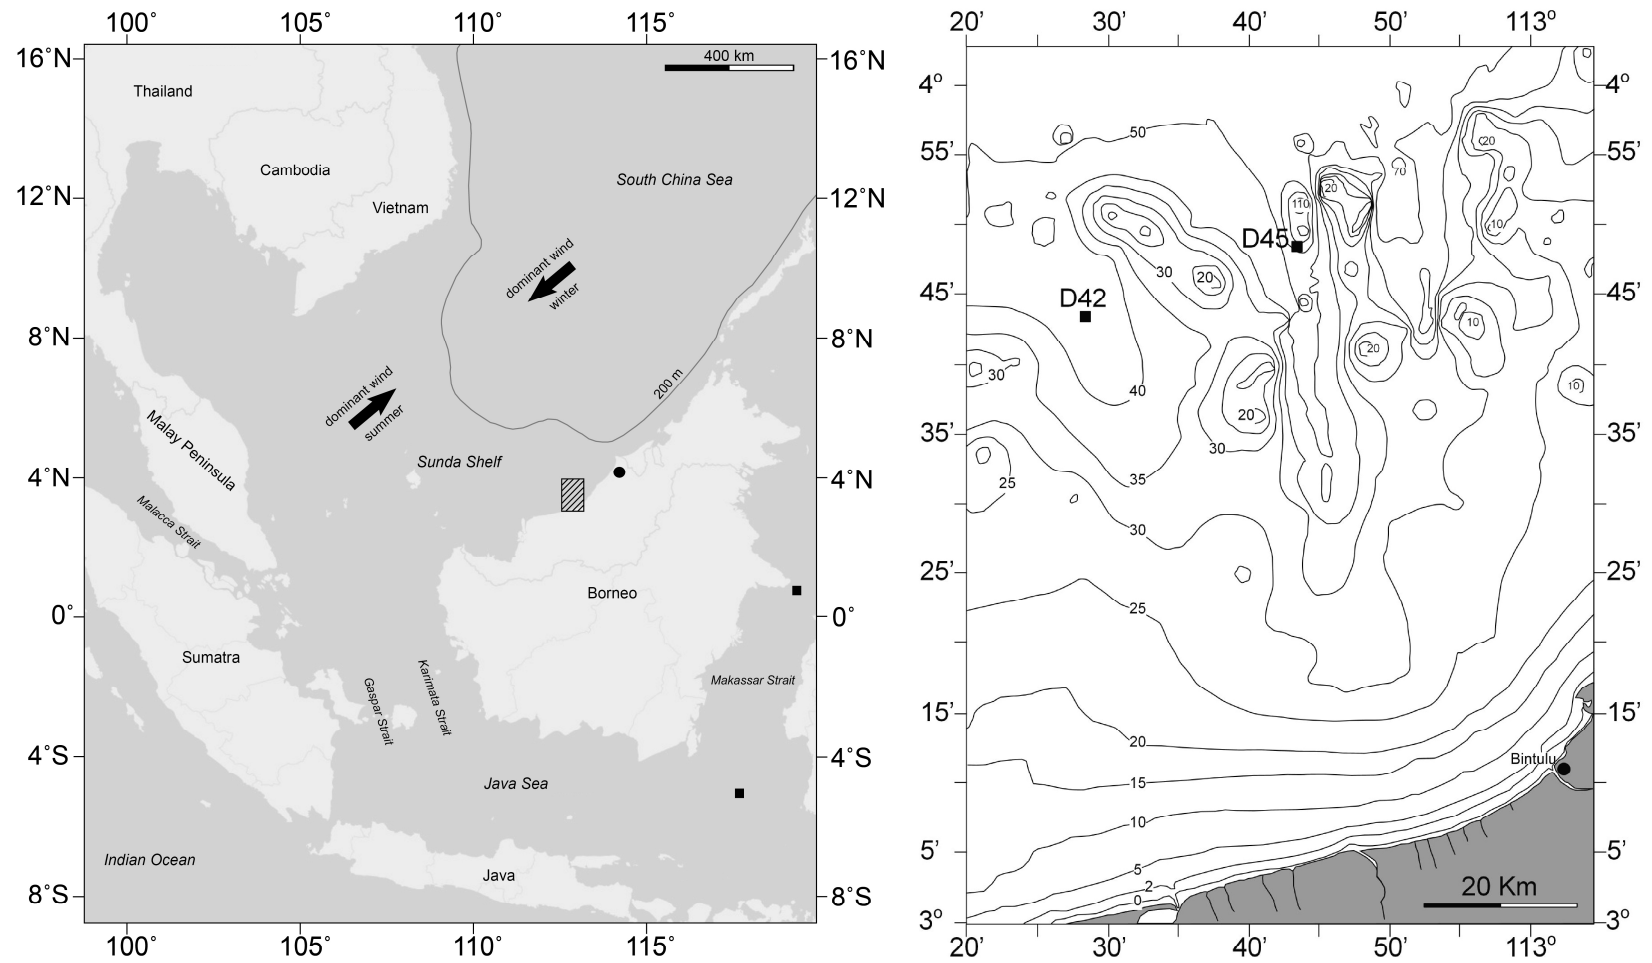 100°
105°
110°
115°
16°N
16°N
400 km
Thailand
Cambodia
Vietnam
South China Sea
12°N
12°N
dominant wind
winter
8°N
8°N
dominant wind
summer
200 m
Malay Peninsula
Sunda Shelf
4°N
4°N
Malacca Strait
Borneo
0°
0°
Sumatra
Gaspar Strait
Karimata Strait
Makassar Strait
4°S
4°S
Java Sea
Indian Ocean
Java
8°S
8°S
100
105
110
115
20'
30'
40'
50'
113°
4°
4°
50
20
55'
55'
70
20
110
10
D45
30
20
45'
45'
D42
10
20
30
40
10
20
35'
35'
30
35
25
30
25'
25'
25
15'
15'
20
Bintulu
15
10
5'
5'
5
2
0
20 Km
3°
3°
20'
30'
40'
50'
113°